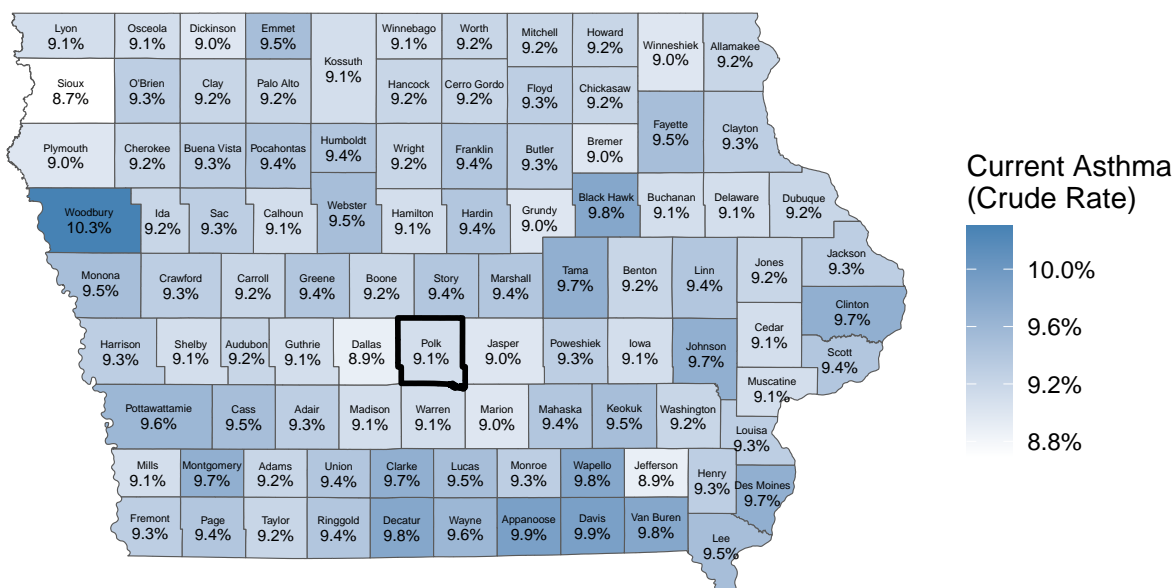 Lyon
9.1%
Osceola
9.1%
Dickinson
9.0%
Emmet
9.5%
Kossuth
9.1%
Winnebago
9.1%
Worth
9.2%
Mitchell
9.2%
Howard
9.2%
Winneshiek
9.0%
Allamakee
9.2%
Sioux
8.7%
O'Brien
9.3%
Clay
9.2%
Palo Alto
9.2%
Hancock
9.2%
Cerro Gordo
9.2%
Floyd
9.3%
Chickasaw
9.2%
Fayette
9.5%
Clayton
9.3%
Plymouth
9.0%
Cherokee
9.2%
Buena Vista
9.3%
Pocahontas
9.4%
Humboldt
9.4%
Wright
9.2%
Franklin
9.4%
Butler
9.3%
Bremer
9.0%
Woodbury
10.3%
Ida
9.2%
Sac
9.3%
Calhoun
9.1%
Webster
9.5%
Hamilton
9.1%
Hardin
9.4%
Grundy
9.0%
Black Hawk
9.8%
Buchanan
9.1%
Delaware
9.1%
Dubuque
9.2%
Monona
9.5%
Crawford
9.3%
Carroll
9.2%
Greene
9.4%
Boone
9.2%
Story
9.4%
Marshall
9.4%
Tama
9.7%
Benton
9.2%
Linn
9.4%
Jones
9.2%
Jackson
9.3%
Clinton
9.7%
Harrison
9.3%
Shelby
9.1%
Audubon
9.2%
Guthrie
9.1%
Dallas
8.9%
Polk
9.1%
Jasper
9.0%
Poweshiek
9.3%
Iowa
9.1%
Johnson
9.7%
Cedar
9.1%
Scott
9.4%
Muscatine
9.1%
Pottawattamie
9.6%
Cass
9.5%
Adair
9.3%
Madison
9.1%
Warren
9.1%
Marion
9.0%
Mahaska
9.4%
Keokuk
9.5%
Washington
9.2%
Louisa
9.3%
Mills
9.1%
Montgomery
9.7%
Adams
9.2%
Union
9.4%
Clarke
9.7%
Lucas
9.5%
Monroe
9.3%
Wapello
9.8%
Jefferson
8.9%
Henry
9.3%
Des Moines
9.7%
Fremont
9.3%
Page
9.4%
Taylor
9.2%
Ringgold
9.4%
Decatur
9.8%
Wayne
9.6%
Appanoose
9.9%
Davis
9.9%
Van Buren
9.8%
Lee
9.5%
Current Asthma
(Crude Rate)
10.0%
9.6%
9.2%
8.8%